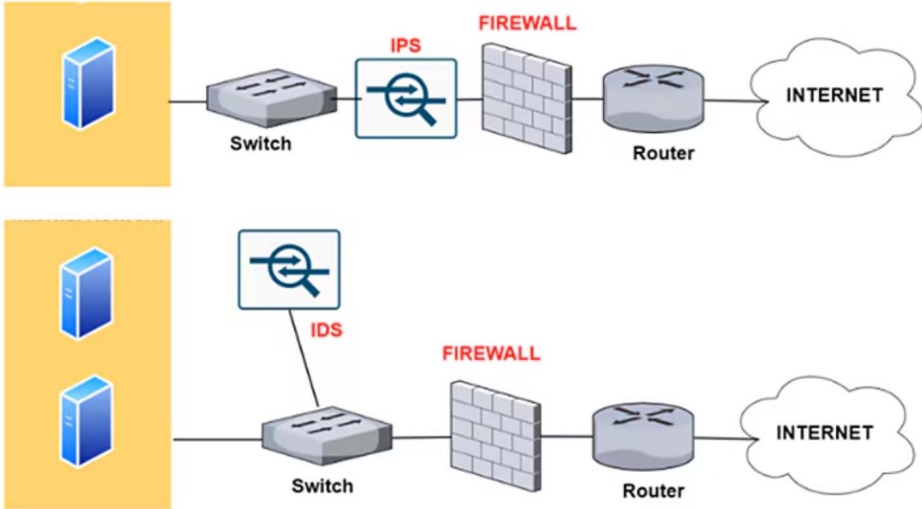 FIREWALL
IPS
INTERNET
Switch
Router
IDS
FIREWALL
INTERNET
Switch
Router